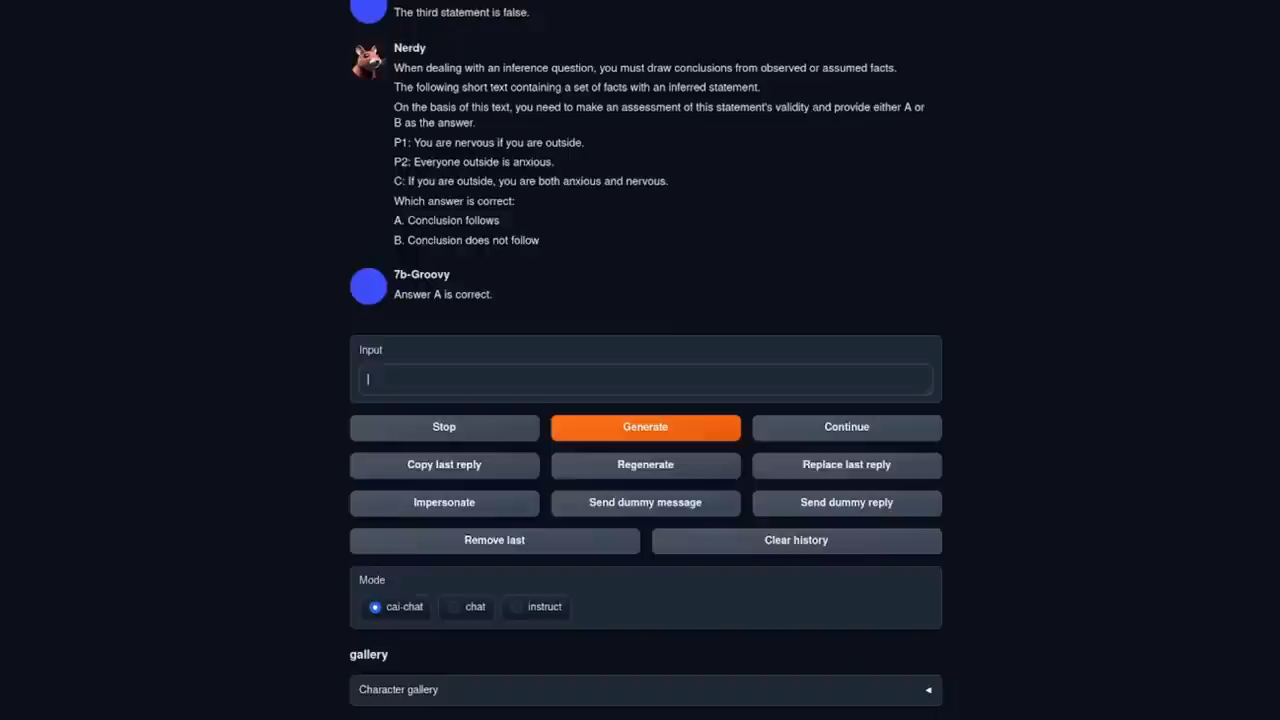 The third statement is false.
Nerdy
When dealing with an inference question, you must draw conclusions from observed or assumed facts.
The following short text containing a set of facts with an inferred statement.
On the basis of this text, you need to make an assessment of this statement's validity and provide either A or
B as the answer.
P1: You are nervous if you are outside.
P2: Everyone outside is anxious.
C: If you are outside, you are both anxious and nervous.
Which answer is correct:
A. Conclusion follows
B. Conclusion does not follow
7b-Groovy
Answer A is correct.
Input
Stop
Generate
Continue
Copy last reply
Regenerate
Replace last reply
Impersonate
Send dummy message
Send dummy reply
Remove last
Clear history
Mode
cai-chat
chat
instruct
gallery
Character gallery